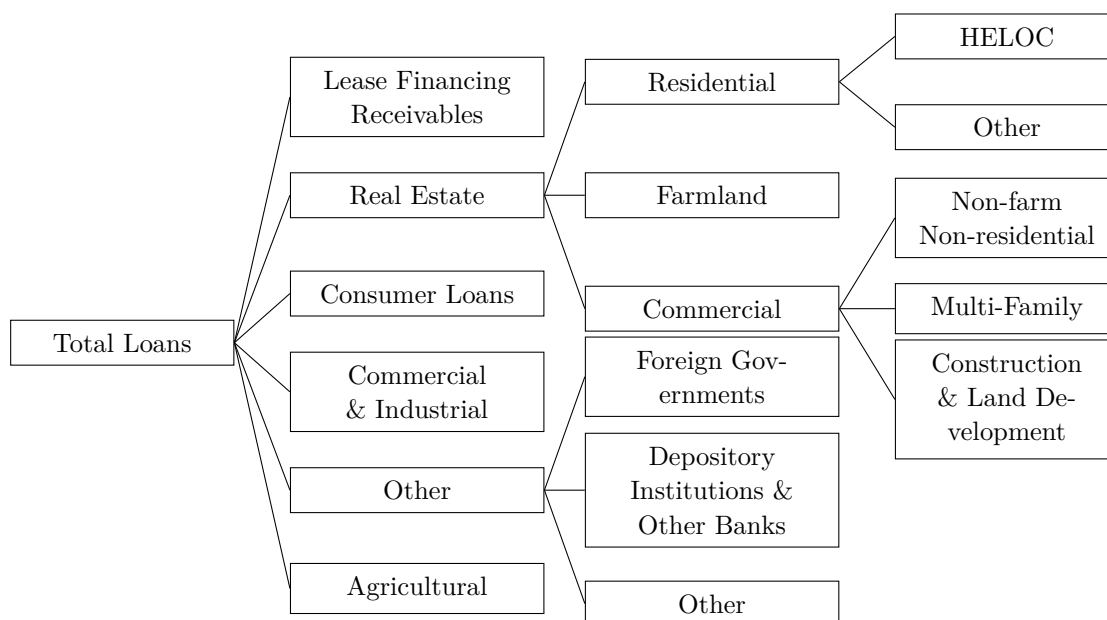 Total Loans
Lease Financing
Receivables
Real Estate
Consumer Loans
Commercial
& Industrial
Other
Agricultural
Residential
Farmland
Commercial
Foreign Gov-
ernments
Depository
Institutions &
Other Banks
Other
HELOC
Other
Non-farm
Non-residential
Multi-Family
Construction
& Land De-
velopment